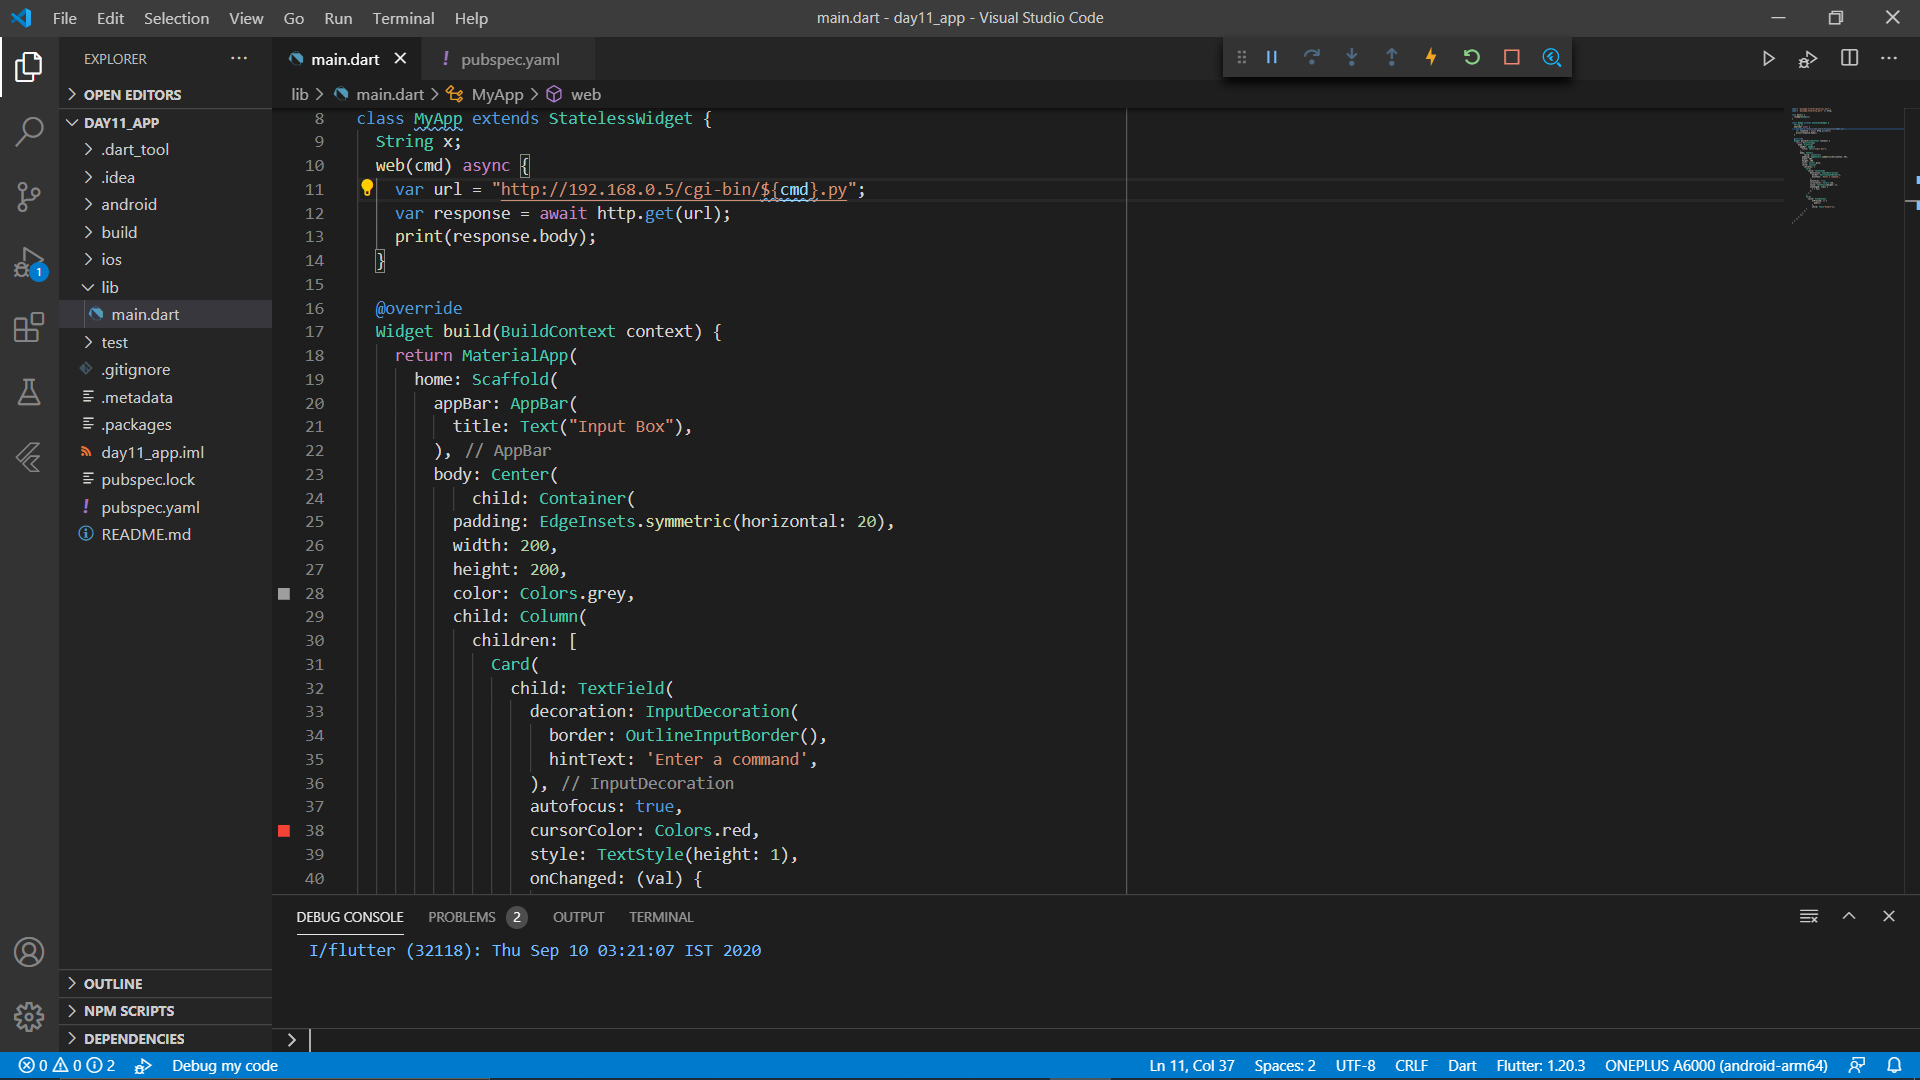 File Edit Selection View Go Run Terminal Help
main.dart - day11_app - Visual Studio Code
EXPLORER
OPEN EDITORS
DAY11_APP
.dart_tool
.idea
android
build
ios
lib
main.dart
test
.gitignore
.metadata
.packages
day11_app.iml
pubspec.lock
pubspec.yaml
README.md
OUTLINE
NPM SCRIPTS
DEPENDENCIES
1
main.dart
pubspec.yaml
lib > main.dart > MyApp > web
8 class MyApp extends StatelessWidget {
9 String x;
10 web(cmd) async {
11 var url = "http://192.168.0.5/cgi-bin/${cmd}.py";
12 var response = await http.get(url);
13 print(response.body);
14 }
15
16 @override
17 Widget build(BuildContext context) {
18 return MaterialApp(
19 home: Scaffold(
20 appBar: AppBar(
21 title: Text("Input Box"),
22 ), // AppBar
23 body: Center(
24 child: Container(
25 padding: EdgeInsets.symmetric(horizontal: 20),
26 width: 200,
27 height: 200,
28 color: Colors.grey,
29 child: Column(
30 children: [
31 Card(
32 child: TextField(
33 decoration: InputDecoration(
34 border: OutlineInputBorder(),
35 hintText: 'Enter a command',
36 ), // InputDecoration
37 autofocus: true,
38 cursorColor: Colors.red,
39 style: TextStyle(height: 1),
40 onChanged: (val) {
DEBUG CONSOLE PROBLEMS 2 OUTPUT TERMINAL
I/flutter (32118): Thu Sep 10 03:21:07 IST 2020
0 0 2 Debug my code
Ln 11, Col 37 Spaces: 2 UTF-8 CRLF Dart Flutter: 1.20.3 ONEPLUS A6000 (android-arm64)